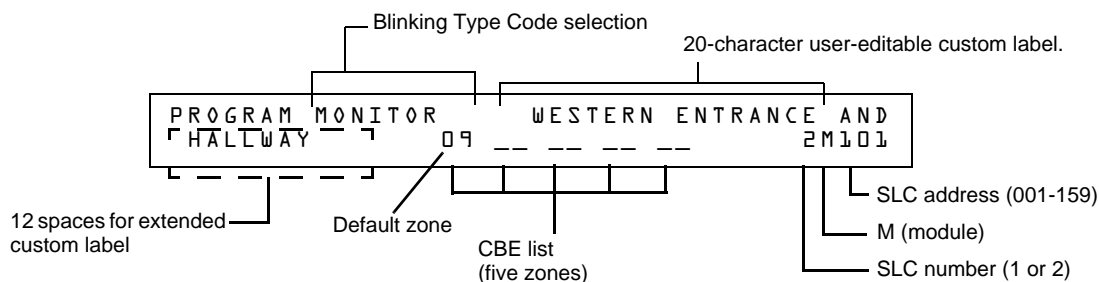 Blinking Type Code selection
20-character user-editable custom label.
PROGRAM MONITOR WESTERN ENTRANCE AND
HALLWAY 09 __ __ __ __ 2M101
SLC address (001-159)
12 spaces for extended
custom label
Default zone
CBE list
(five zones)
M (module)
SLC number (1 or 2)